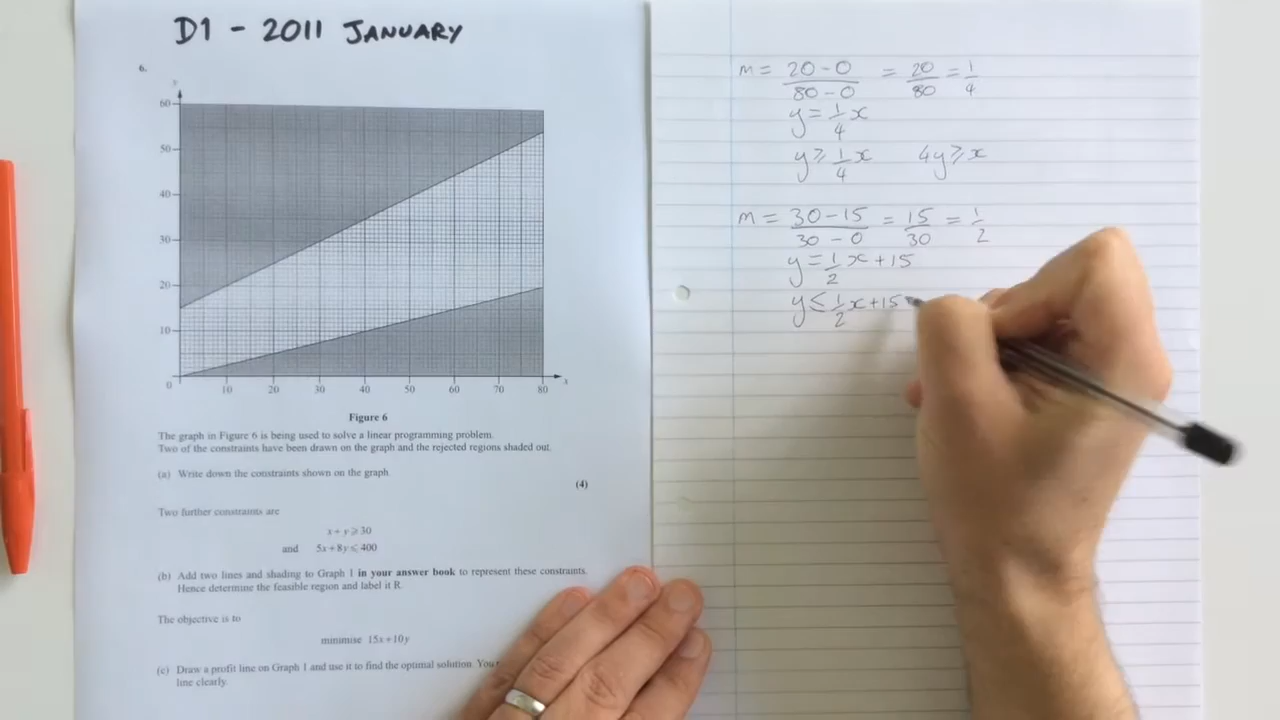 D1 - 2011 JANUARY
6.
y
60
50
40
30
20
10
0
10 20 30 40 50 60 70 80 x
Figure 6
The graph in Figure 6 is being used to solve a linear programming problem.
Two of the constraints have been drawn on the graph and the rejected regions shaded out.
(a) Write down the constraints shown on the graph.
(4)
Two further constraints are
x + y ⩾ 30
and 5x + 8y ⩽ 400
(b) Add two lines and shading to Graph 1 in your answer book to represent these constraints.
Hence determine the feasible region and label it R.
The objective is to
minimise 15x + 10y
(c) Draw a profit line on Graph 1 and use it to find the optimal solution. You
line clearly.
m = 20 - 0 / 80 - 0 = 20/80 = 1/4
y = 1/4 x
y ⩾ 1/4 x 4y ⩾ x
m = 30 - 15 / 30 - 0 = 15/30 = 1/2
y = 1/2 x + 15
y ≤ 1/2 x + 15